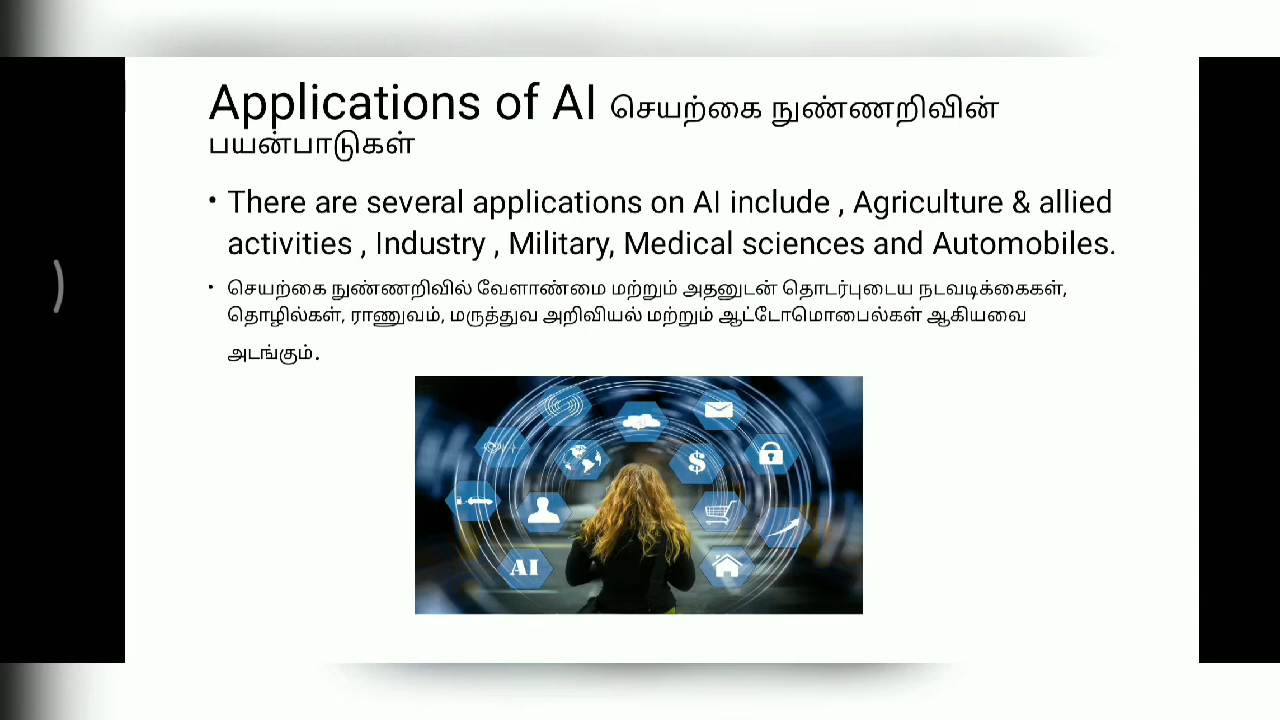 Applications of AI செயற்கை நுண்ணறிவின்
பயன்பாடுகள்
• There are several applications on AI include , Agriculture & allied
activities , Industry , Military, Medical sciences and Automobiles.
• செயற்கை நுண்ணறிவில் வேளாண்மை மற்றும் அதனுடன் தொடர்புடைய நடவடிக்கைகள்,
தொழில்கள், ராணுவம், மருத்துவ அறிவியல் மற்றும் ஆட்டோமொபைல்கள் ஆகியவை
அடங்கும்.
$
AI